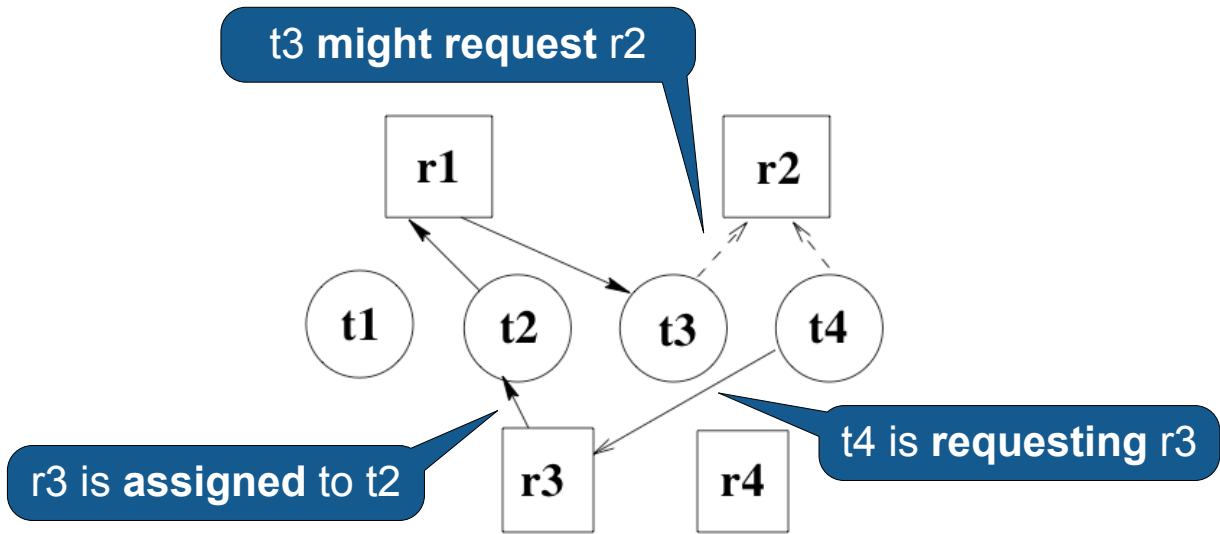 t3 might request r2
r1
r2
t1
t2
t3
t4
r3 is assigned to t2
t4 is requesting r3
r3
r4